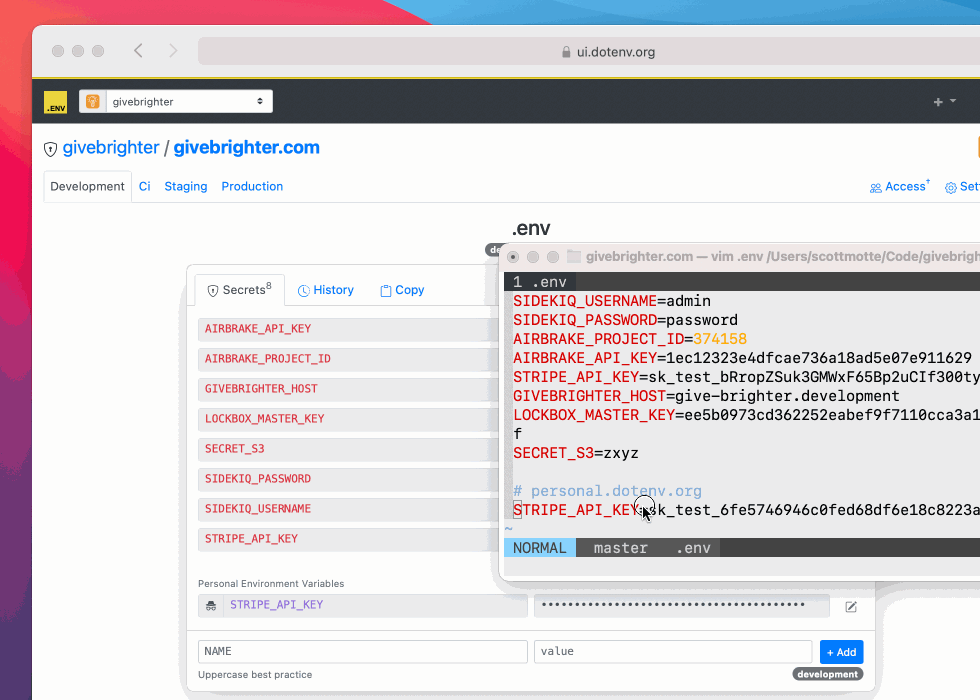 ui.dotenv.org
.ENV
givebrighter
+
givebrighter / givebrighter.com
Development
Ci
Staging
Production
Access+
.env
Secrets8
History
Copy
AIRBRAKE_API_KEY
AIRBRAKE_PROJECT_ID
GIVEBRIGHTER_HOST
LOCKBOX_MASTER_KEY
SECRET_S3
SIDEKIQ_PASSWORD
SIDEKIQ_USERNAME
STRIPE_API_KEY
Personal Environment Variables
STRIPE_API_KEY
••••••••••••••••••••••••••••••••••••••
NAME
value
+ Add
Uppercase best practice
development
givebrighter.com — vim .env /Users/scottmotte/Code/givebrigh
1 .env
SIDEKIQ_USERNAME=admin
SIDEKIQ_PASSWORD=password
AIRBRAKE_PROJECT_ID=374158
AIRBRAKE_API_KEY=1ec12323e4dfcae736a18ad5e07e911629
STRIPE_API_KEY=sk_test_bRropZSuk3GMWxF65Bp2uCIf300ty
GIVEBRIGHTER_HOST=give-brighter.development
LOCKBOX_MASTER_KEY=ee5b0973cd362252eabef9f7110cca3a1
f
SECRET_S3=zxyz
# personal.dotenv.org
STRIPE_API_KEY=sk_test_6fe5746946c0fed68df6e18c8223a
~
NORMAL master .env